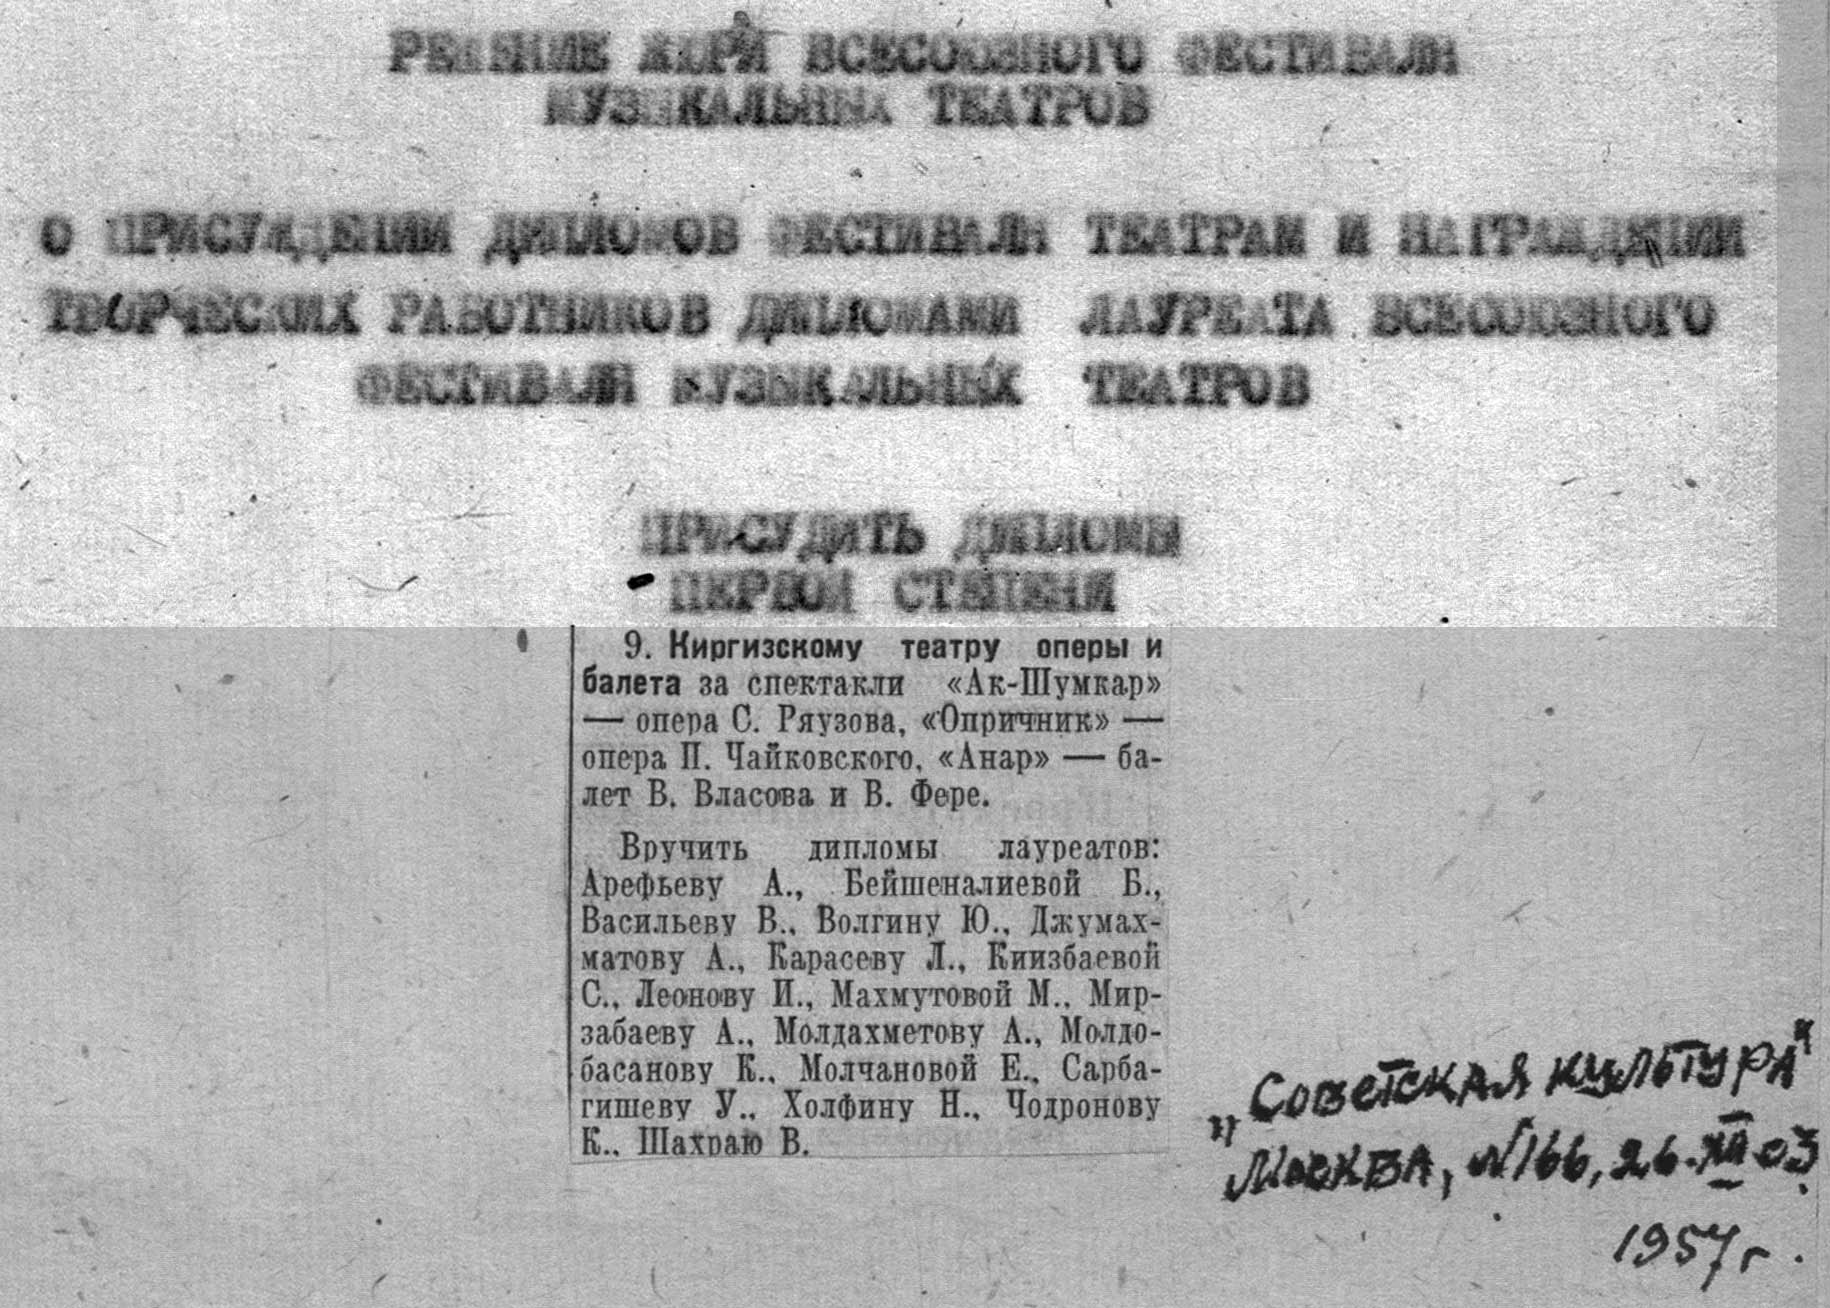 РЕШЕНИЕ ЖЮРИ ВСЕСОЮЗНОГО ФЕСТИВАЛЯ
МУЗЫКАЛЬНЫХ ТЕАТРОВ
О ПРИСУЖДЕНИИ ДИПЛОМОВ ФЕСТИВАЛЯ ТЕАТРАМ И НАГРАЖДЕНИИ
ТВОРЧЕСКИХ РАБОТНИКОВ ДИПЛОМАМИ ЛАУРЕАТА ВСЕСОЮЗНОГО
ФЕСТИВАЛЯ МУЗЫКАЛЬНЫХ ТЕАТРОВ
ПРИСУДИТЬ ДИПЛОМЫ
ПЕРВОЙ СТЕПЕНИ
9. Киргизскому театру оперы и
балета за спектакли «Ак-Шумкар»
— опера С. Ряузова, «Опричник» —
опера П. Чайковского, «Анар» — ба-
лет В. Власова и В. Фере.
Вручить дипломы лауреатов:
Арефьеву А., Бейшеналиевой Б.,
Васильеву В., Волгину Ю., Джумах-
матову А., Карасеву Л., Киизбаевой
С., Леонову И., Махмутовой М., Мир-
забаеву А., Молдахметову А., Молдо-
басанову К., Молчановой Е., Сарба-
гишеву У., Холфину Н., Чодронову
К., Шахраю В.
„Советская культура"
Москва, №166, 26.XII
1957 г.